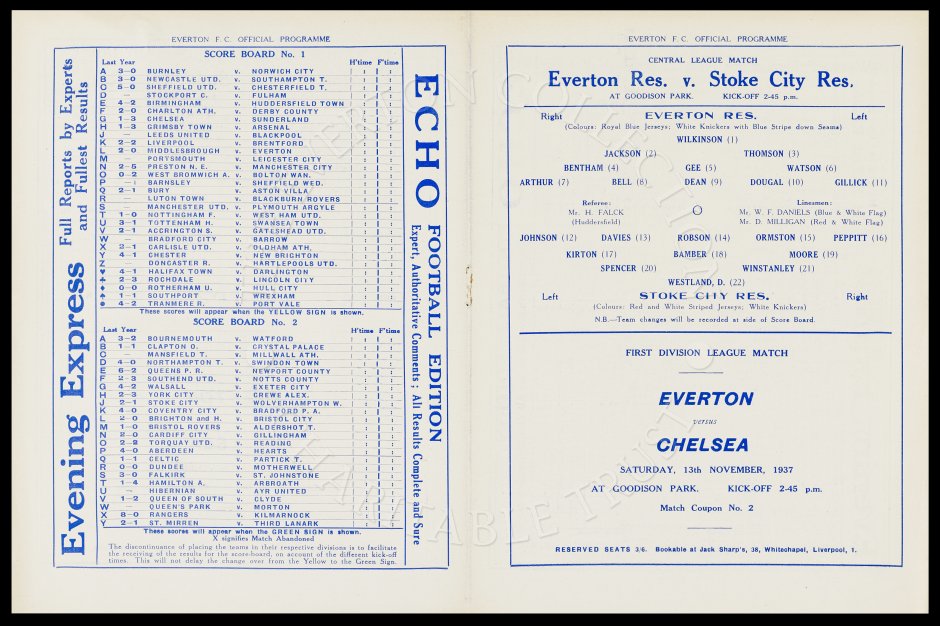 EVERTON F.C. OFFICIAL PROGRAMME
Evening Express
Full Reports by Experts
and Fullest Results
SCORE BOARD No. 1
Last Year H'time F'time
A 3—0 BURNLEY v. NORWICH CITY : :
B 3—0 NEWCASTLE UTD. v. SOUTHAMPTON T. : :
C 5—0 SHEFFIELD UTD. v. CHESTERFIELD T. : :
D — STOCKPORT C. v. FULHAM : :
E 4—2 BIRMINGHAM v. HUDDERSFIELD TOWN : :
F 2—0 CHARLTON ATH. v. DERBY COUNTY : :
G 1—3 CHELSEA v. SUNDERLAND : :
H 1—3 GRIMSBY TOWN v. ARSENAL : :
J — LEEDS UNITED v. BLACKPOOL : :
K 2—2 LIVERPOOL v. BRENTFORD : :
L 2—0 MIDDLESBROUGH v. EVERTON : :
M — PORTSMOUTH v. LEICESTER CITY : :
N 2—5 PRESTON N. E. v. MANCHESTER CITY : :
O 0—2 WEST BROMWICH A. v. BOLTON WAN. : :
P — BARNSLEY v. SHEFFIELD WED. : :
Q 2—1 BURY v. ASTON VILLA : :
R — LUTON TOWN v. BLACKBURN ROVERS : :
S — MANCHESTER UTD. v. PLYMOUTH ARGYLE : :
T 1—0 NOTTINGHAM F. v. WEST HAM UTD. : :
U 3—1 TOTTENHAM H. v. SWANSEA TOWN : :
V 2—1 ACCRINGTON S. v. GATESHEAD UTD. : :
W — BRADFORD CITY v. BARROW : :
X 2—1 CARLISLE UTD. v. OLDHAM ATH. : :
Y 4—1 CHESTER v. NEW BRIGHTON : :
Z DONCASTER R. v. HARTLEPOOLS UTD. : :
♥ 4—1 HALIFAX TOWN v. DARLINGTON : :
♣ 2—3 ROCHDALE v. LINCOLN CITY : :
♦ 0—0 ROTHERHAM U. v. HULL CITY : :
♠ 1—1 SOUTHPORT v. WREXHAM : :
● 4—2 TRANMERE R. v. PORT VALE : :
These scores will appear when the YELLOW SIGN is shown.
SCORE BOARD No. 2
Last Year H'time F'time
A 3—2 BOURNEMOUTH v. WATFORD : :
B 1—1 CLAPTON O. v. CRYSTAL PALACE : :
C — MANSFIELD T. v. MILLWALL ATH. : :
D 4—0 NORTHAMPTON T. v. SWINDON TOWN : :
E 6—2 QUEENS P. R. v. NEWPORT COUNTY : :
F 2—3 SOUTHEND UTD. v. NOTTS COUNTY : :
G 4—2 WALSALL v. EXETER CITY : :
H 2—3 YORK CITY v. CREWE ALEX. : :
J 2—1 STOKE CITY v. WOLVERHAMPTON W. : :
K 4—0 COVENTRY CITY v. BRADFORD P. A. : :
L 2—0 BRIGHTON and H. v. BRISTOL CITY : :
M 1—0 BRISTOL ROVERS v. ALDERSHOT T. : :
N 2—0 CARDIFF CITY v. GILLINGHAM : :
O 2—2 TORQUAY UTD. v. READING : :
P 4—0 ABERDEEN v. HEARTS : :
Q 1—1 CELTIC v. PARTICK T. : :
R 0—0 DUNDEE v. MOTHERWELL : :
S 3—0 FALKIRK v. ST. JOHNSTONE : :
T 1—4 HAMILTON A. v. ARBROATH : :
U — HIBERNIAN v. AYR UNITED : :
V 1—2 QUEEN OF SOUTH v. CLYDE : :
W — QUEEN'S PARK v. MORTON : :
X 8—0 RANGERS v. KILMARNOCK : :
Y 2—1 ST. MIRREN v. THIRD LANARK : :
These scores will appear when the GREEN SIGN is shown.
X signifies Match Abandoned
The discontinuance of placing the teams in their respective divisions is to facilitate
the receiving of the results for the score-board, on account of the different kick-off
times. This will not delay the change over from the Yellow to the Green Sign.
ECHO FOOTBALL EDITION
Expert, Authoritative Comments ; All Results Complete and Sure
EVERTON F.C. OFFICIAL PROGRAMME
CENTRAL LEAGUE MATCH
Everton Res. v. Stoke City Res.
AT GOODISON PARK. KICK-OFF 2-45 p.m.
Right EVERTON RES. Left
(Colours: Royal Blue Jerseys; White Knickers with Blue Stripe down Seams)
WILKINSON (1)
JACKSON (2) THOMSON (3)
BENTHAM (4) GEE (5) WATSON (6)
ARTHUR (7) BELL (8) DEAN (9) DOUGAL (10) GILLICK (11)
Referee: Linesmen:
Mr. H. FALCK O Mr. W. F. DANIELS (Blue & White Flag)
(Huddersfield) Mr. D. MILLIGAN (Red & White Flag)
JOHNSON (12) DAVIES (13) ROBSON (14) ORMSTON (15) PEPPITT (16)
KIRTON (17) BAMBER (18) MOORE (19)
SPENCER (20) WINSTANLEY (21)
WESTLAND, D. (22)
Left STOKE CITY RES. Right
(Colours: Red and White Striped Jerseys; White Knickers)
N.B.—Team changes will be recorded at side of Score Board.
FIRST DIVISION LEAGUE MATCH
EVERTON
versus
CHELSEA
SATURDAY, 13th NOVEMBER, 1937
AT GOODISON PARK. KICK-OFF 2-45 p.m.
Match Coupon No. 2
RESERVED SEATS 3/6. Bookable at Jack Sharp's, 38, Whitechapel, Liverpool, 1.